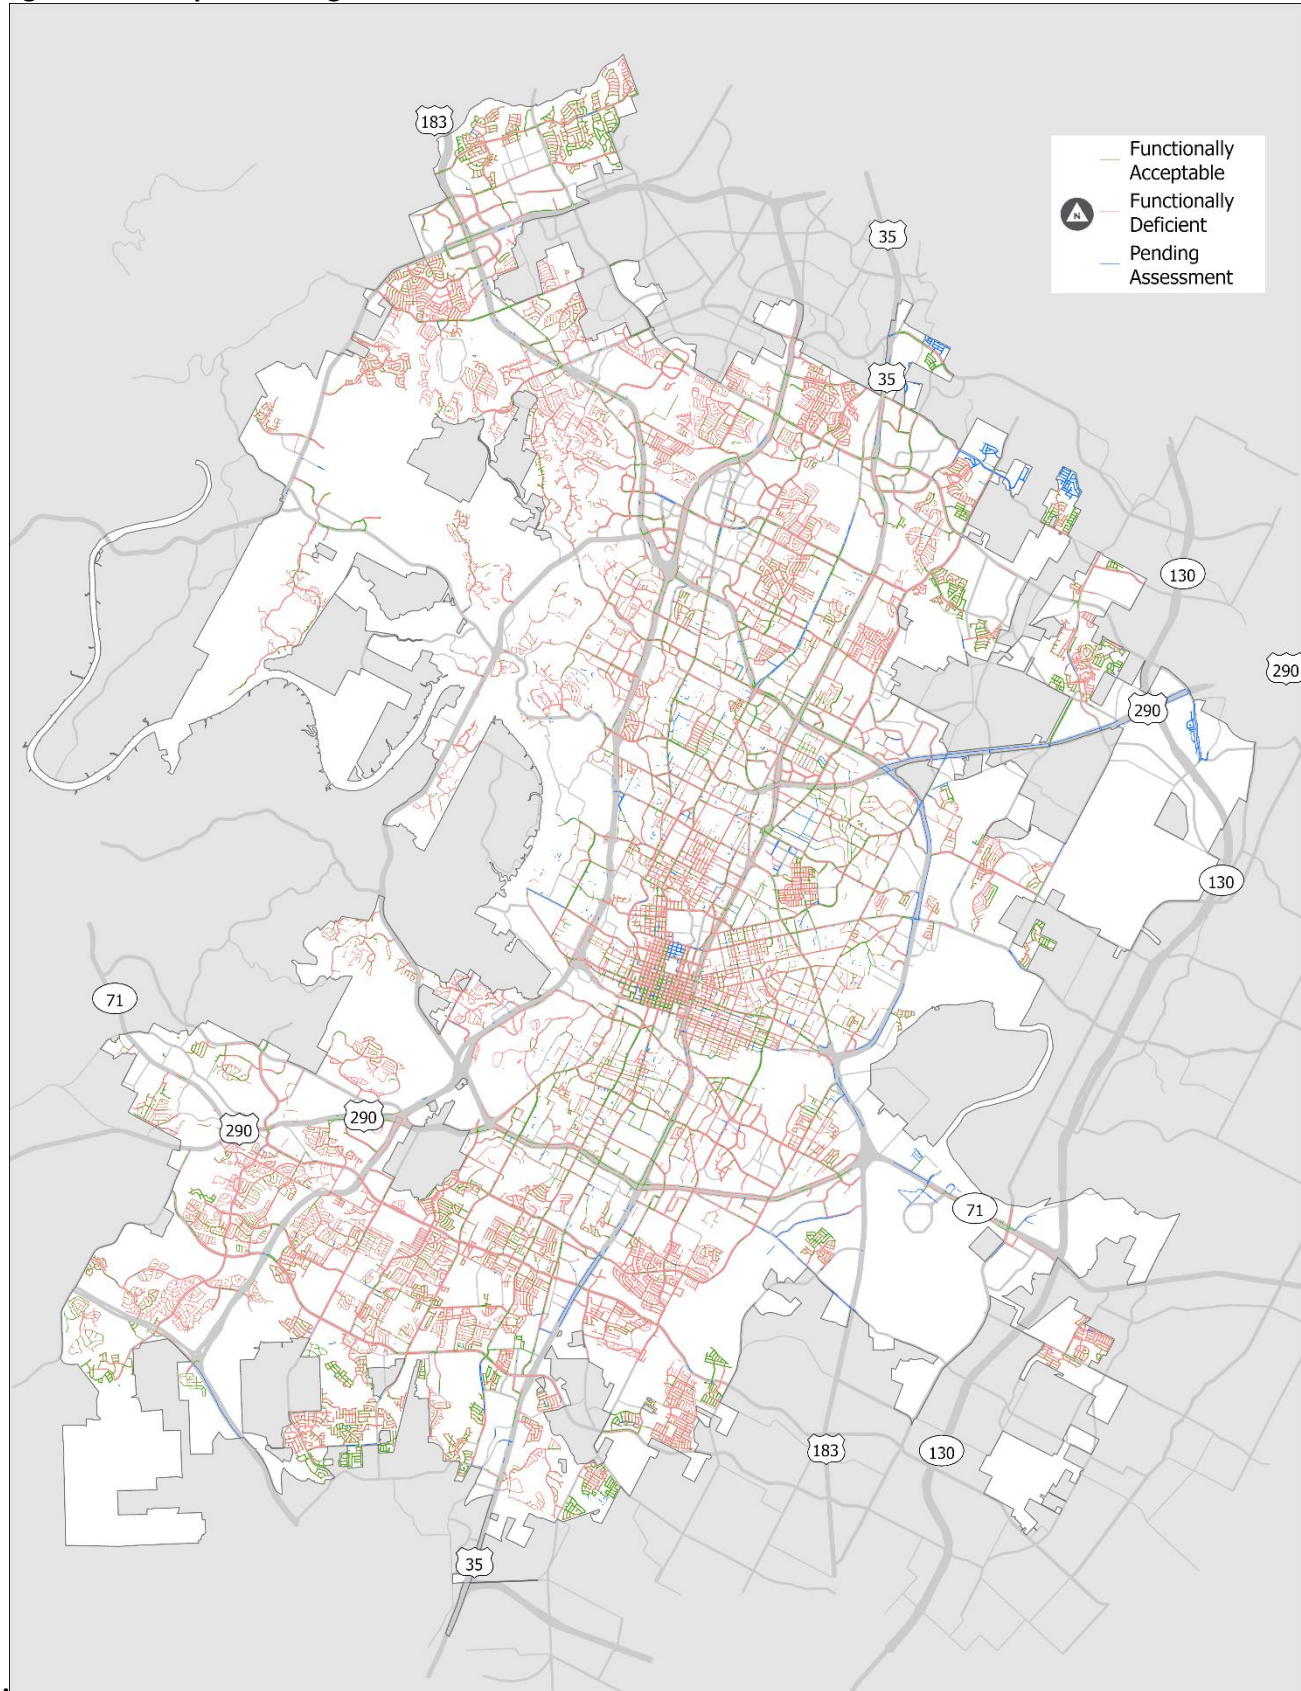 183
Functionally
Acceptable
N
Functionally
Deficient
Pending
Assessment
35
35
130
290
290
130
71
290
290
71
183
130
35